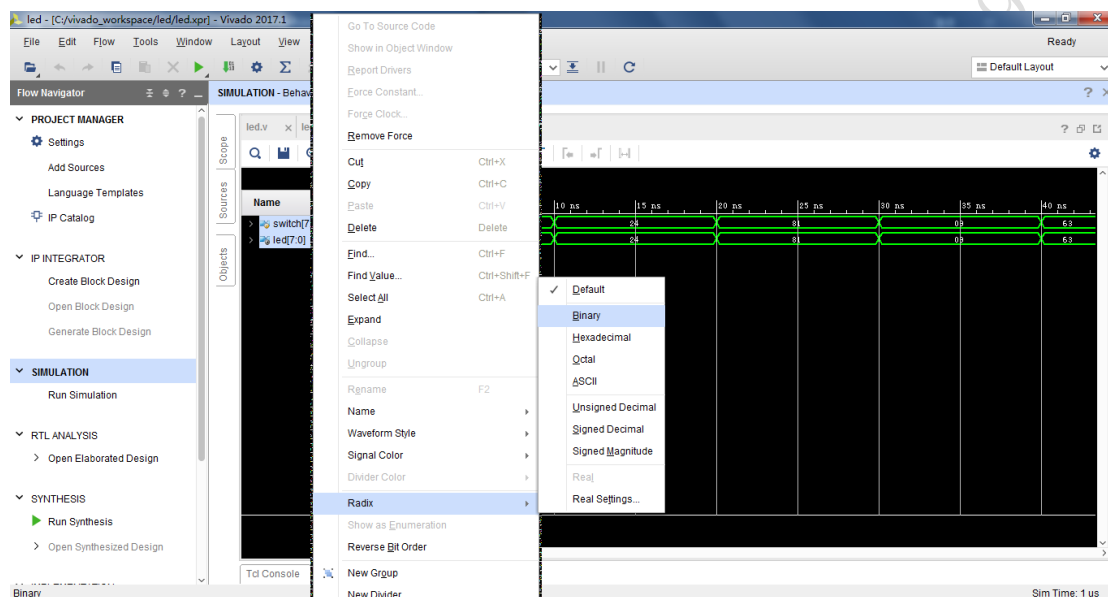 led - [C:/vivado_workspace/led/led.xpr] - Vivado 2017.1
File Edit Flow Tools Window Layout View
Ready
Default Layout
Flow Navigator
SIMULATION - Behav
PROJECT MANAGER
Settings
Add Sources
Language Templates
IP Catalog
IP INTEGRATOR
Create Block Design
Open Block Design
Generate Block Design
SIMULATION
Run Simulation
RTL ANALYSIS
Open Elaborated Design
SYNTHESIS
Run Synthesis
Open Synthesized Design
Scope
Sources
Objects
led.v
Name
switch[7
led[7:0]
Tcl Console
Go To Source Code
Show in Object Window
Report Drivers
Force Constant...
Force Clock...
Remove Force
Cut Ctrl+X
Copy Ctrl+C
Paste Ctrl+V
Delete Delete
Find... Ctrl+F
Find Value... Ctrl+Shift+F
Select All Ctrl+A
Expand
Collapse
Ungroup
Rename F2
Name
Waveform Style
Signal Color
Divider Color
Radix
Show as Enumeration
Reverse Bit Order
New Group
New Divider
Default
Binary
Hexadecimal
Octal
ASCII
Unsigned Decimal
Signed Decimal
Signed Magnitude
Real
Real Settings...
10 ns 15 ns 20 ns 25 ns 30 ns 35 ns 40 ns
24 81 09 63
24 81 09 63
Binary
Sim Time: 1 us